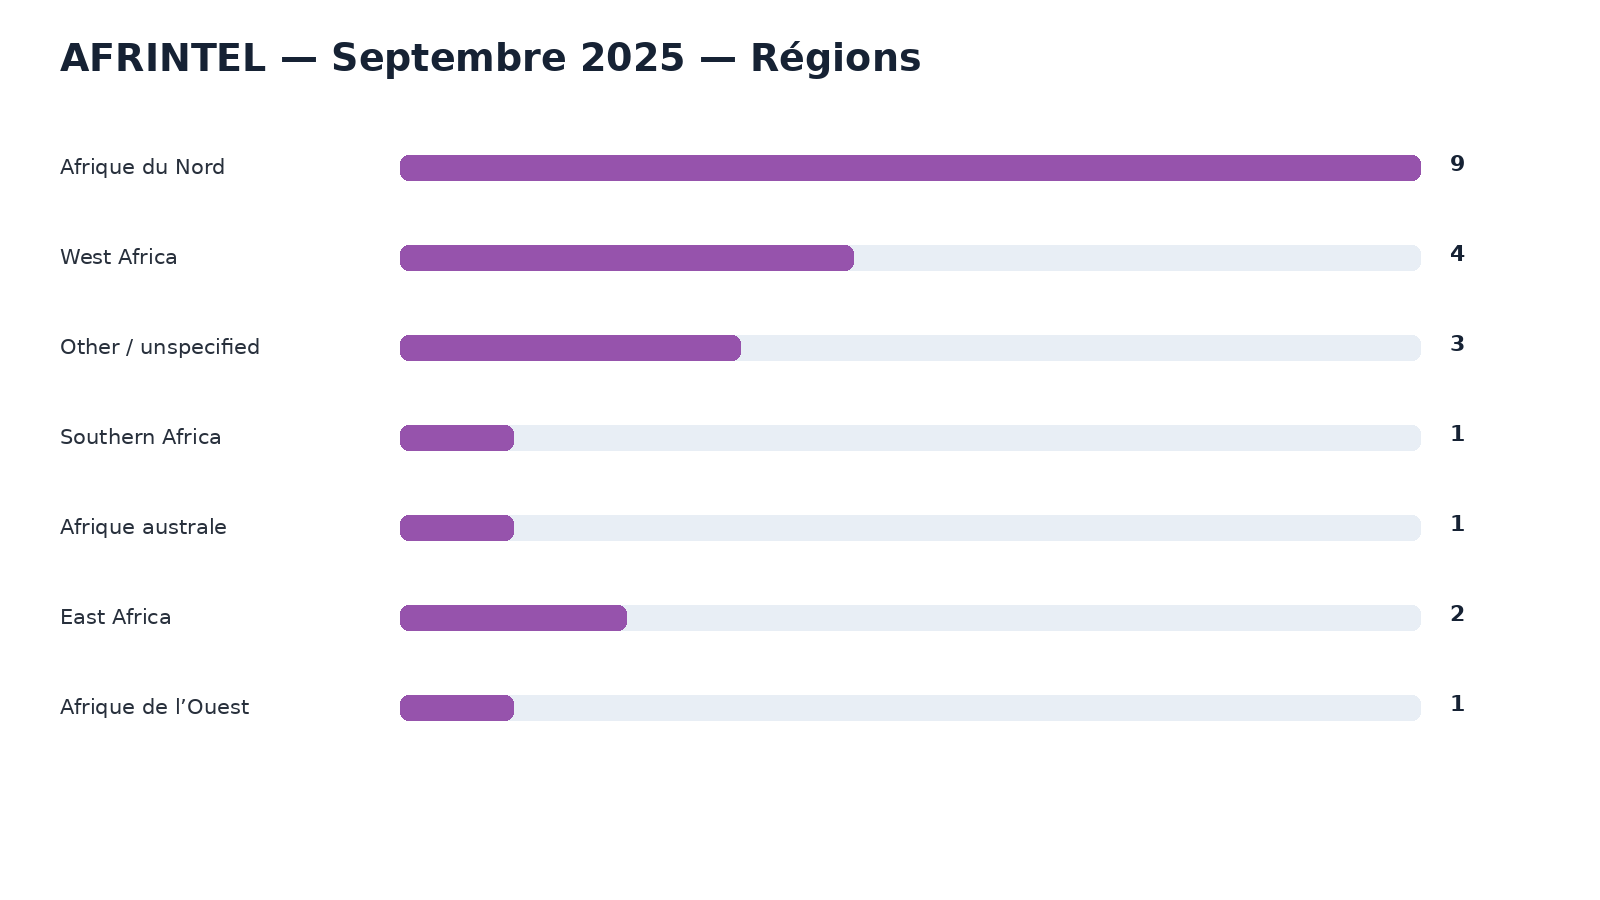 AFRINTEL — Septembre 2025 — Régions
Afrique du Nord 9
West Africa 4
Other / unspecified 3
Southern Africa 1
Afrique australe 1
East Africa 2
Afrique de l’Ouest 1